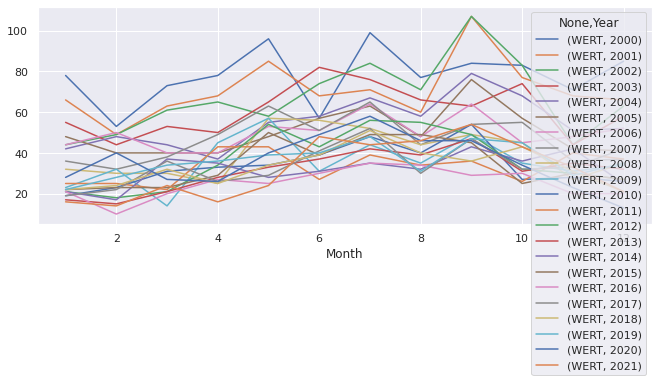 None,Year
(WERT, 2000)
(WERT, 2001)
(WERT, 2002)
(WERT, 2003)
(WERT, 2004)
(WERT, 2005)
(WERT, 2006)
(WERT, 2007)
(WERT, 2008)
(WERT, 2009)
(WERT, 2010)
(WERT, 2011)
(WERT, 2012)
(WERT, 2013)
(WERT, 2014)
(WERT, 2015)
(WERT, 2016)
(WERT, 2017)
(WERT, 2018)
(WERT, 2019)
(WERT, 2020)
(WERT, 2021)
100
80
60
40
20
2 4 6 8 10
Month